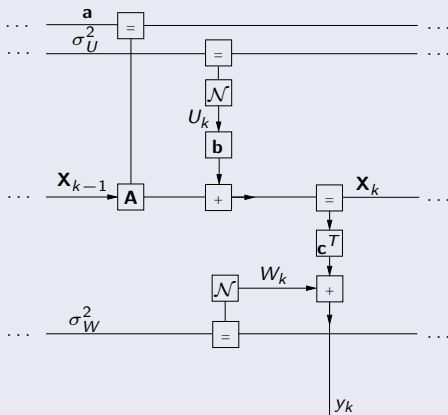 ... a = ...
... σ_U^2 = ...
𝒩
U_k
b
... X_{k−1} A + = X_k ...
c^T
𝒩 W_k +
... σ_W^2 = ...
y_k